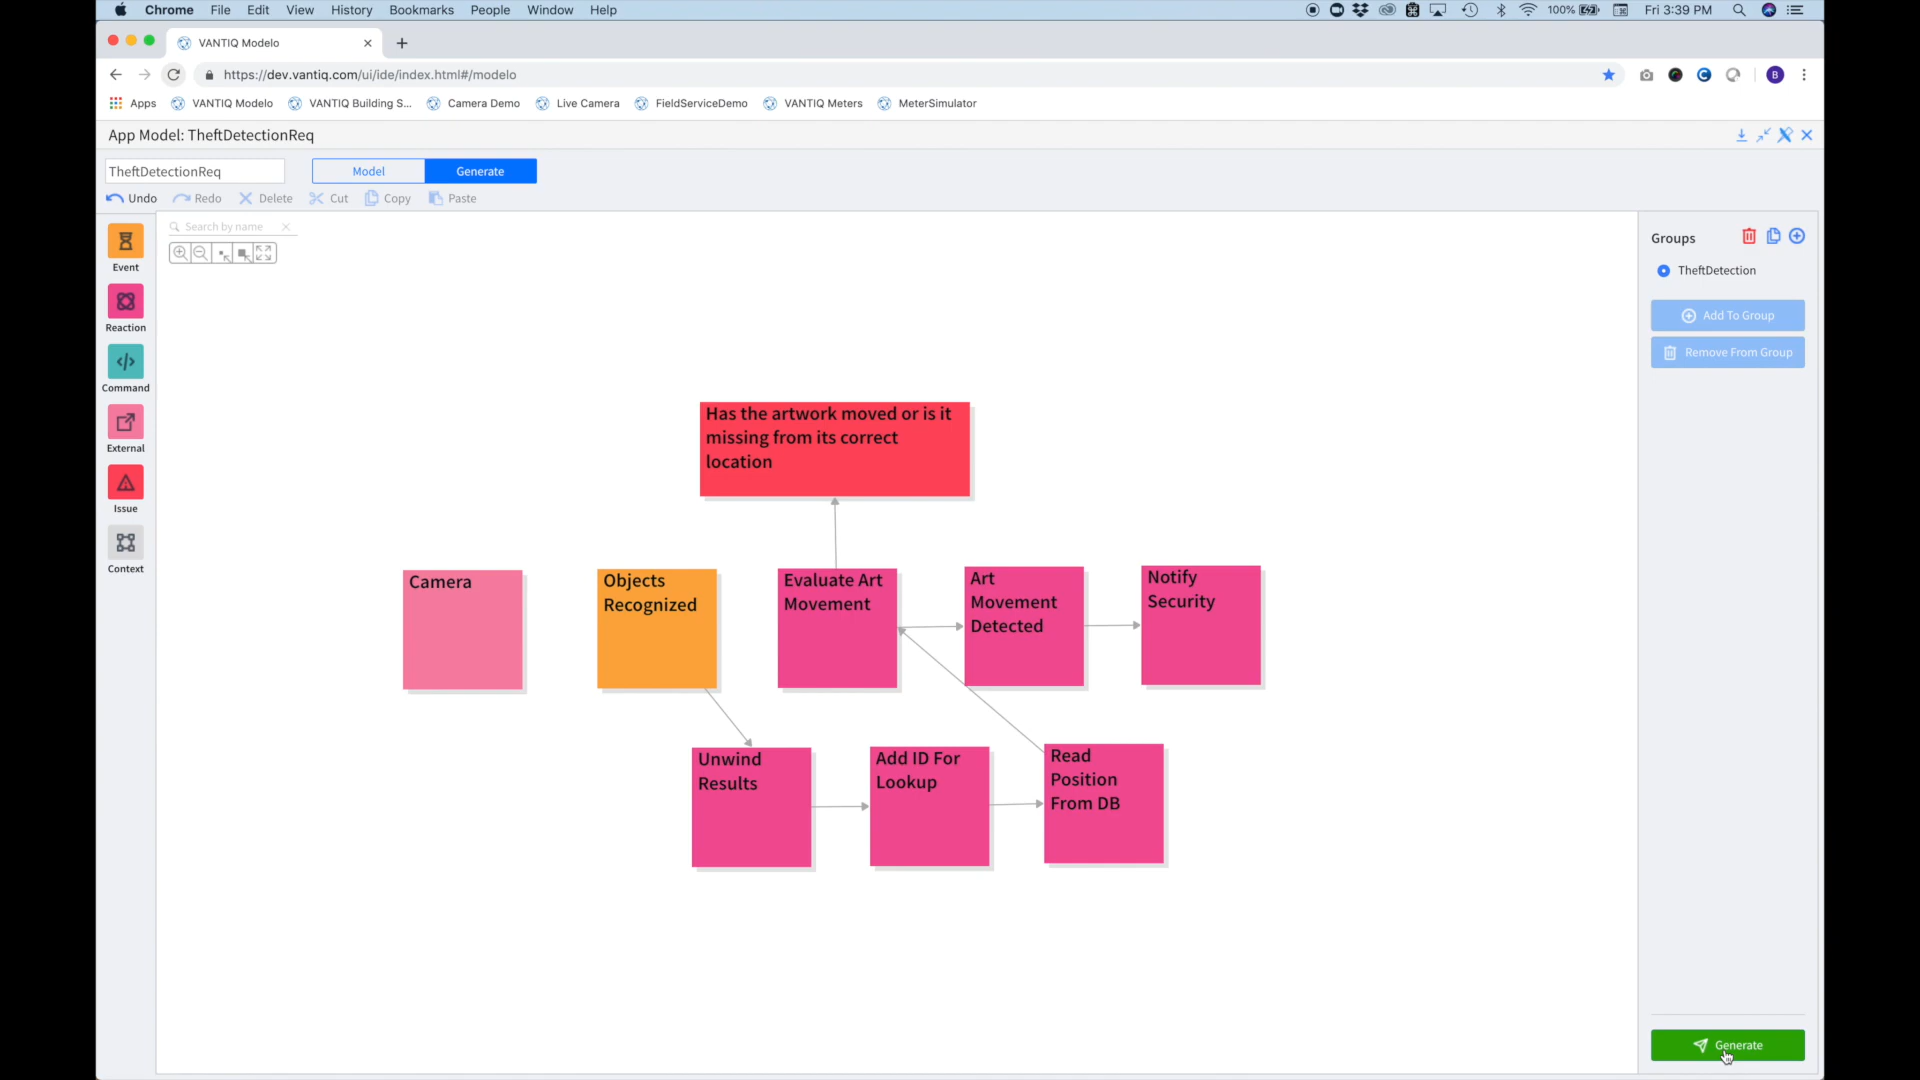 Chrome File Edit View History Bookmarks People Window Help 100% Fri 3:39 PM
VANTIQ Modelo
https://dev.vantiq.com/ui/ide/index.html#/modelo B
Apps VANTIQ Modelo VANTIQ Building S... Camera Demo Live Camera FieldServiceDemo VANTIQ Meters MeterSimulator
App Model: TheftDetectionReq
TheftDetectionReq Model Generate
Undo Redo Delete Cut Copy Paste
Search by name
Event
Reaction
Command
External
Issue
Context
Groups
TheftDetection
Add To Group
Remove From Group
Has the artwork moved or is it
missing from its correct
location
Camera
Objects
Recognized
Evaluate Art
Movement
Art
Movement
Detected
Notify
Security
Unwind
Results
Add ID For
Lookup
Read
Position
From DB
Generate